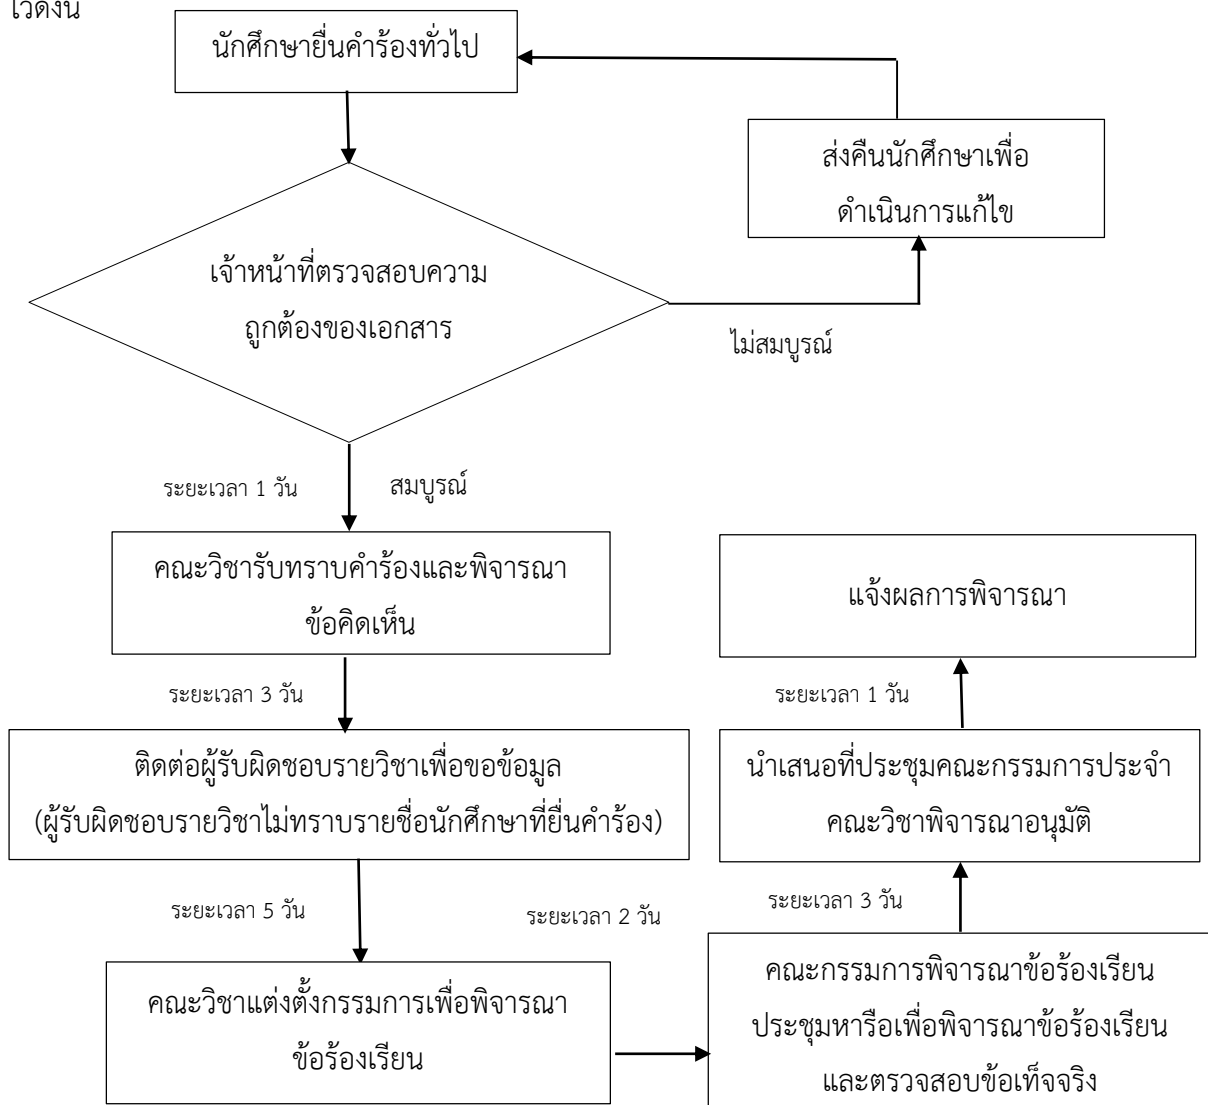 ไว้ดังนี้
นักศึกษายื่นคำร้องทั่วไป
ส่งคืนนักศึกษาเพื่อ
ดำเนินการแก้ไข
เจ้าหน้าที่ตรวจสอบความ
ถูกต้องของเอกสาร
ไม่สมบูรณ์
ระยะเวลา 1 วัน
สมบูรณ์
คณะวิชารับทราบคำร้องและพิจารณา
ข้อคิดเห็น
ระยะเวลา 3 วัน
ติดต่อผู้รับผิดชอบรายวิชาเพื่อขอข้อมูล
(ผู้รับผิดชอบรายวิชาไม่ทราบรายชื่อนักศึกษาที่ยื่นคำร้อง)
ระยะเวลา 5 วัน
คณะวิชาแต่งตั้งกรรมการเพื่อพิจารณา
ข้อร้องเรียน
ระยะเวลา 2 วัน
คณะกรรมการพิจารณาข้อร้องเรียน
ประชุมหารือเพื่อพิจารณาข้อร้องเรียน
และตรวจสอบข้อเท็จจริง
ระยะเวลา 3 วัน
นำเสนอที่ประชุมคณะกรรมการประจำ
คณะวิชาพิจารณาอนุมัติ
ระยะเวลา 1 วัน
แจ้งผลการพิจารณา